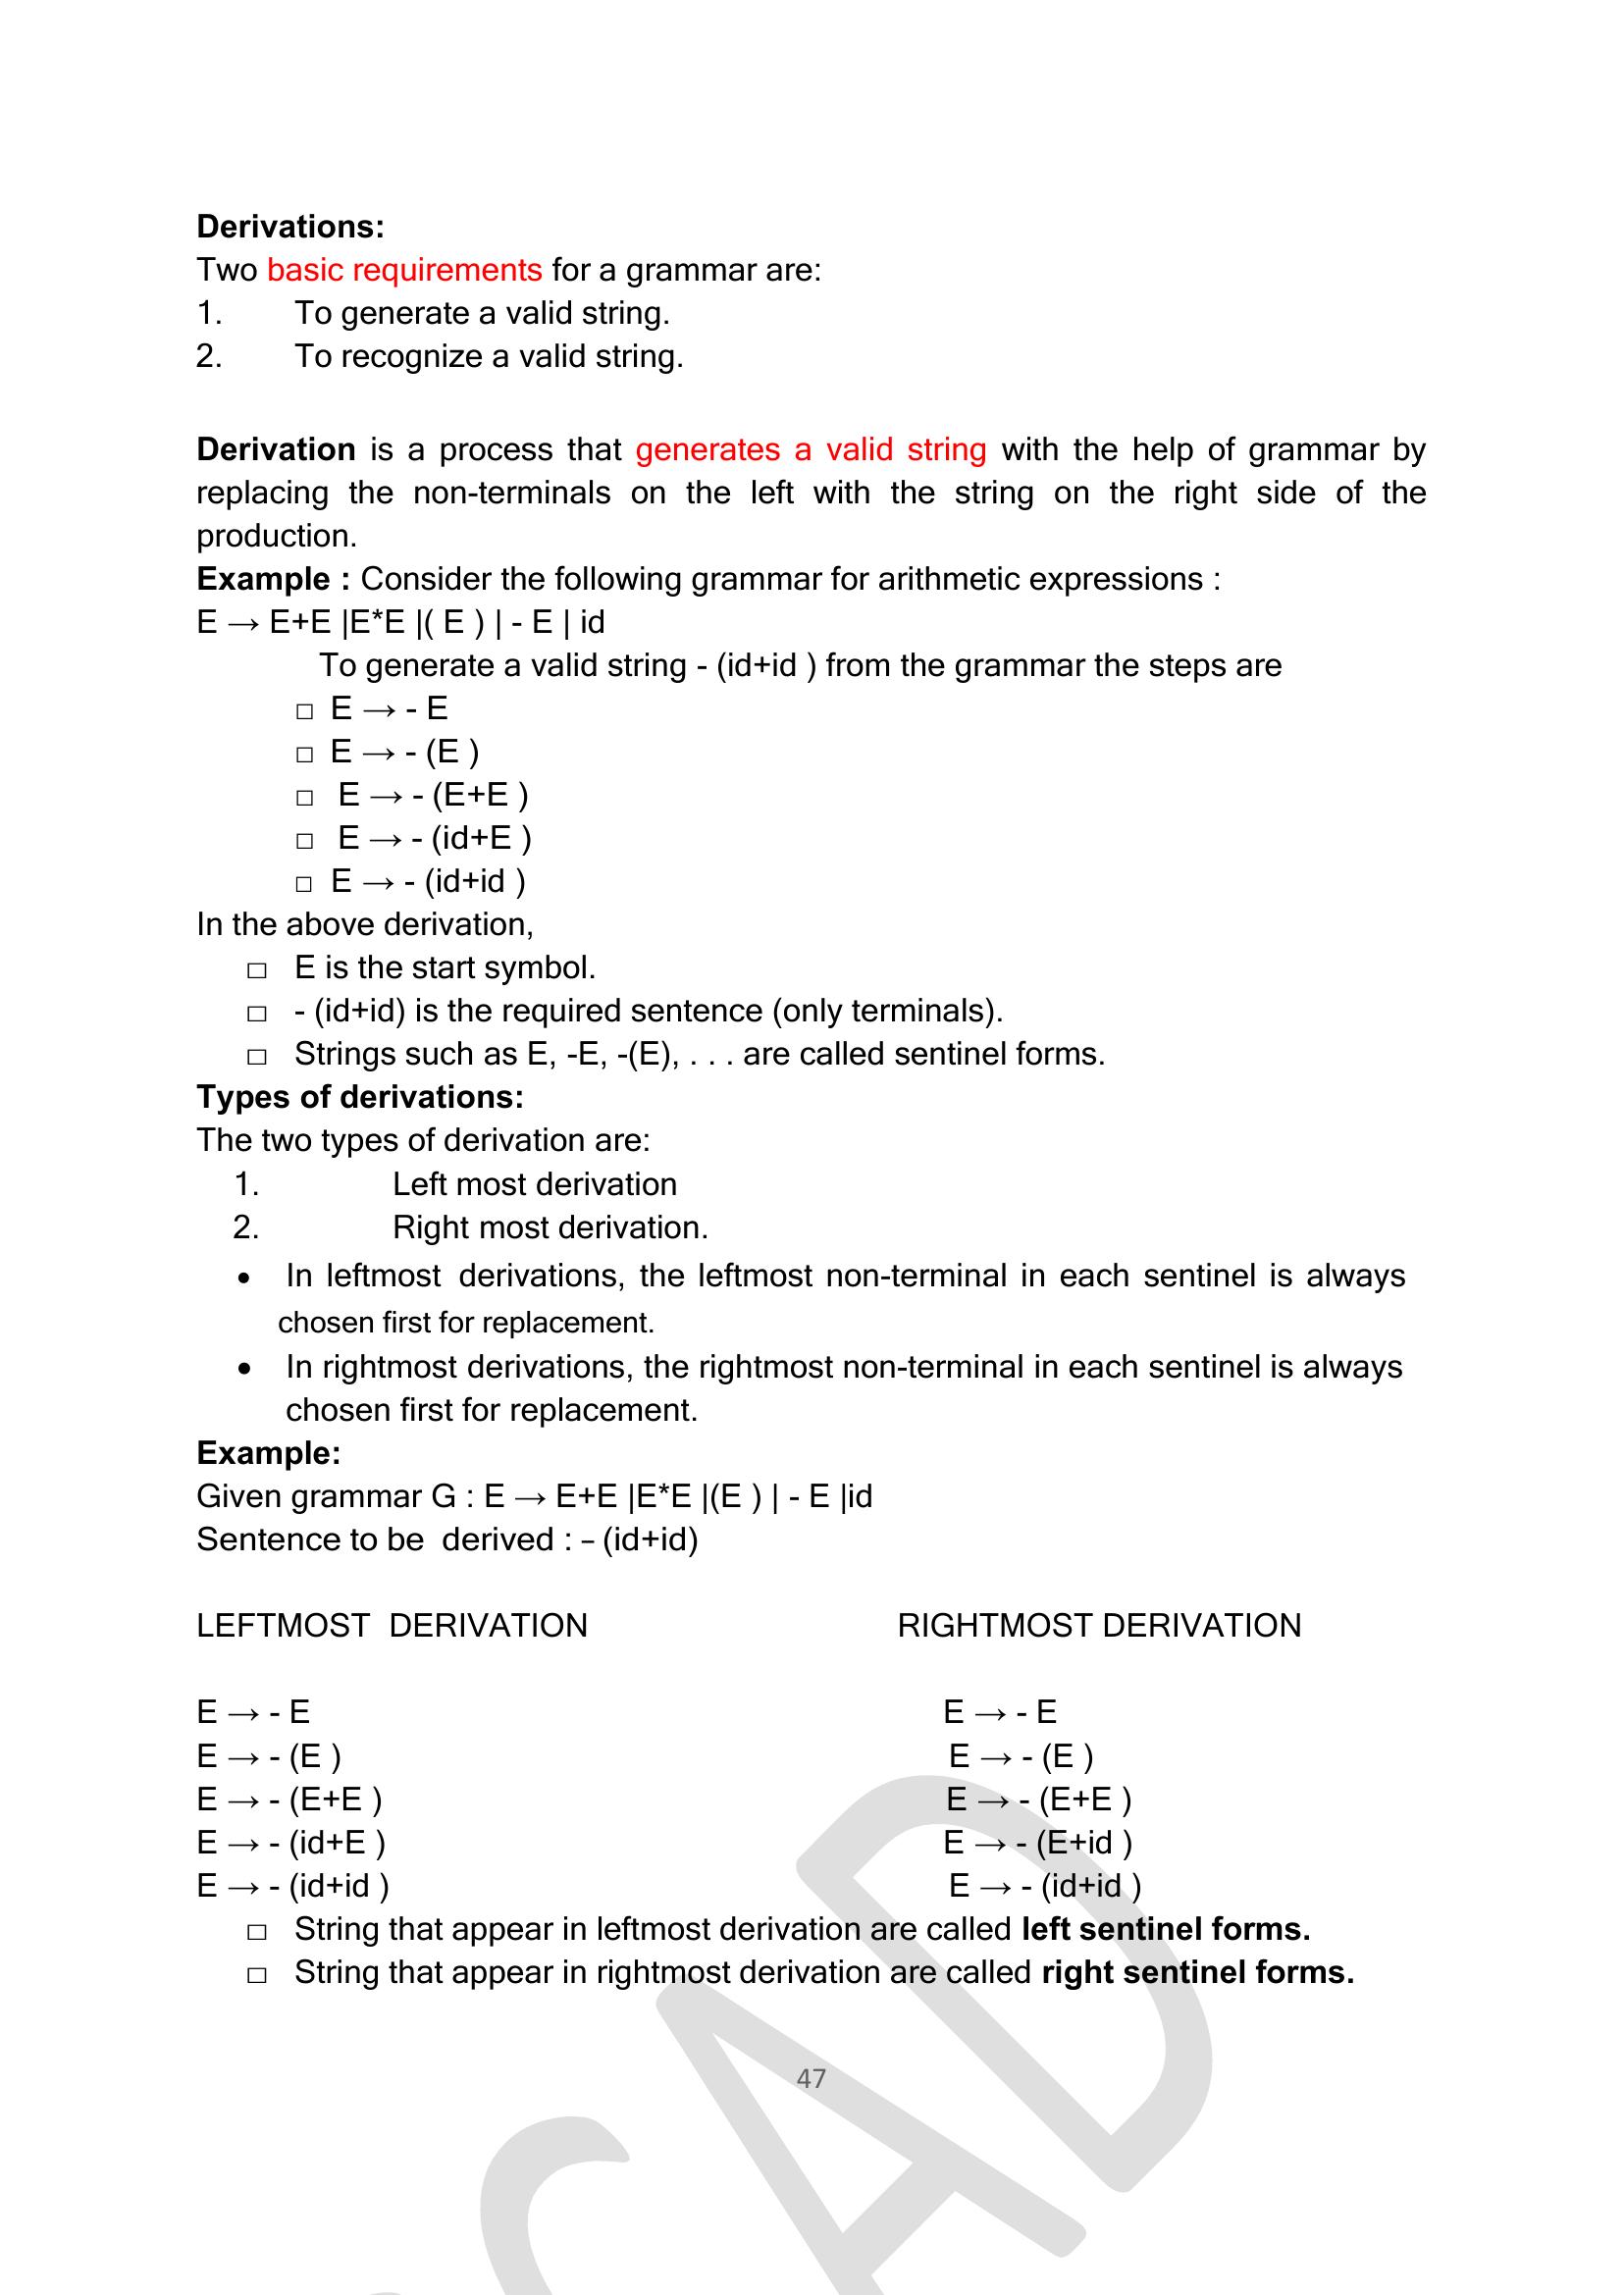 Derivations:
Two basic requirements for a grammar are:
1. To generate a valid string.
2. To recognize a valid string.
Derivation is a process that generates a valid string with the help of grammar by
replacing the non-terminals on the left with the string on the right side of the
production.
Example : Consider the following grammar for arithmetic expressions :
E → E+E |E*E |( E ) | - E | id
To generate a valid string - (id+id ) from the grammar the steps are
□ E → - E
□ E → - (E )
□ E → - (E+E )
□ E → - (id+E )
□ E → - (id+id )
In the above derivation,
□ E is the start symbol.
□ - (id+id) is the required sentence (only terminals).
□ Strings such as E, -E, -(E), . . . are called sentinel forms.
Types of derivations:
The two types of derivation are:
1. Left most derivation
2. Right most derivation.
• In leftmost derivations, the leftmost non-terminal in each sentinel is always
chosen first for replacement.
• In rightmost derivations, the rightmost non-terminal in each sentinel is always
chosen first for replacement.
Example:
Given grammar G : E → E+E |E*E |(E ) | - E |id
Sentence to be derived : – (id+id)
LEFTMOST DERIVATION RIGHTMOST DERIVATION
E → - E E → - E
E → - (E ) E → - (E )
E → - (E+E ) E → - (E+E )
E → - (id+E ) E → - (E+id )
E → - (id+id ) E → - (id+id )
□ String that appear in leftmost derivation are called left sentinel forms.
□ String that appear in rightmost derivation are called right sentinel forms.
47
CAD